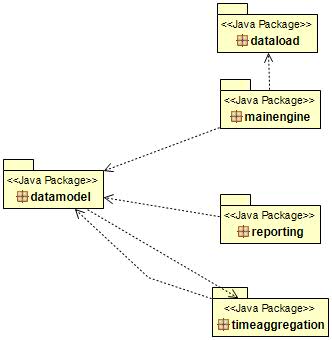 <<Java Package>>
dataload
<<Java Package>>
mainengine
<<Java Package>>
datamodel
<<Java Package>>
reporting
<<Java Package>>
timeaggregation